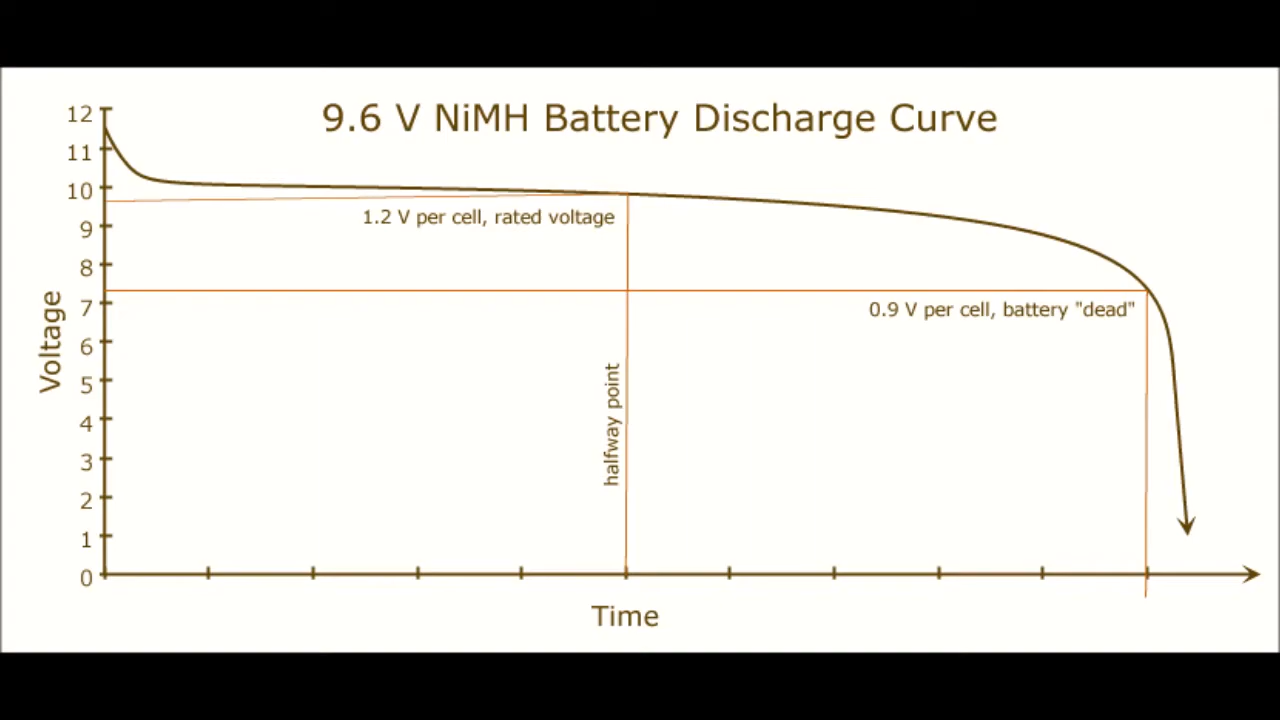 9.6 V NiMH Battery Discharge Curve
12
11
10
9
8
7
6
5
4
3
2
1
0
Voltage
1.2 V per cell, rated voltage
0.9 V per cell, battery "dead"
halfway point
Time